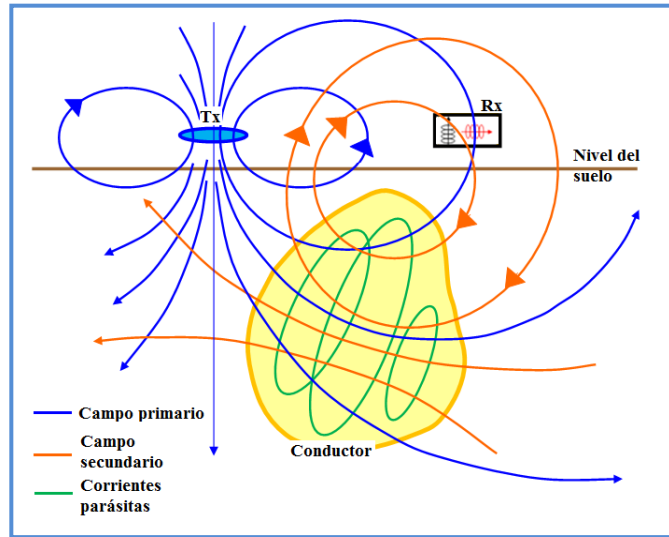 Tx
Rx
Nivel del
suelo
Conductor
Campo primario
Campo
secundario
Corrientes
parásitas